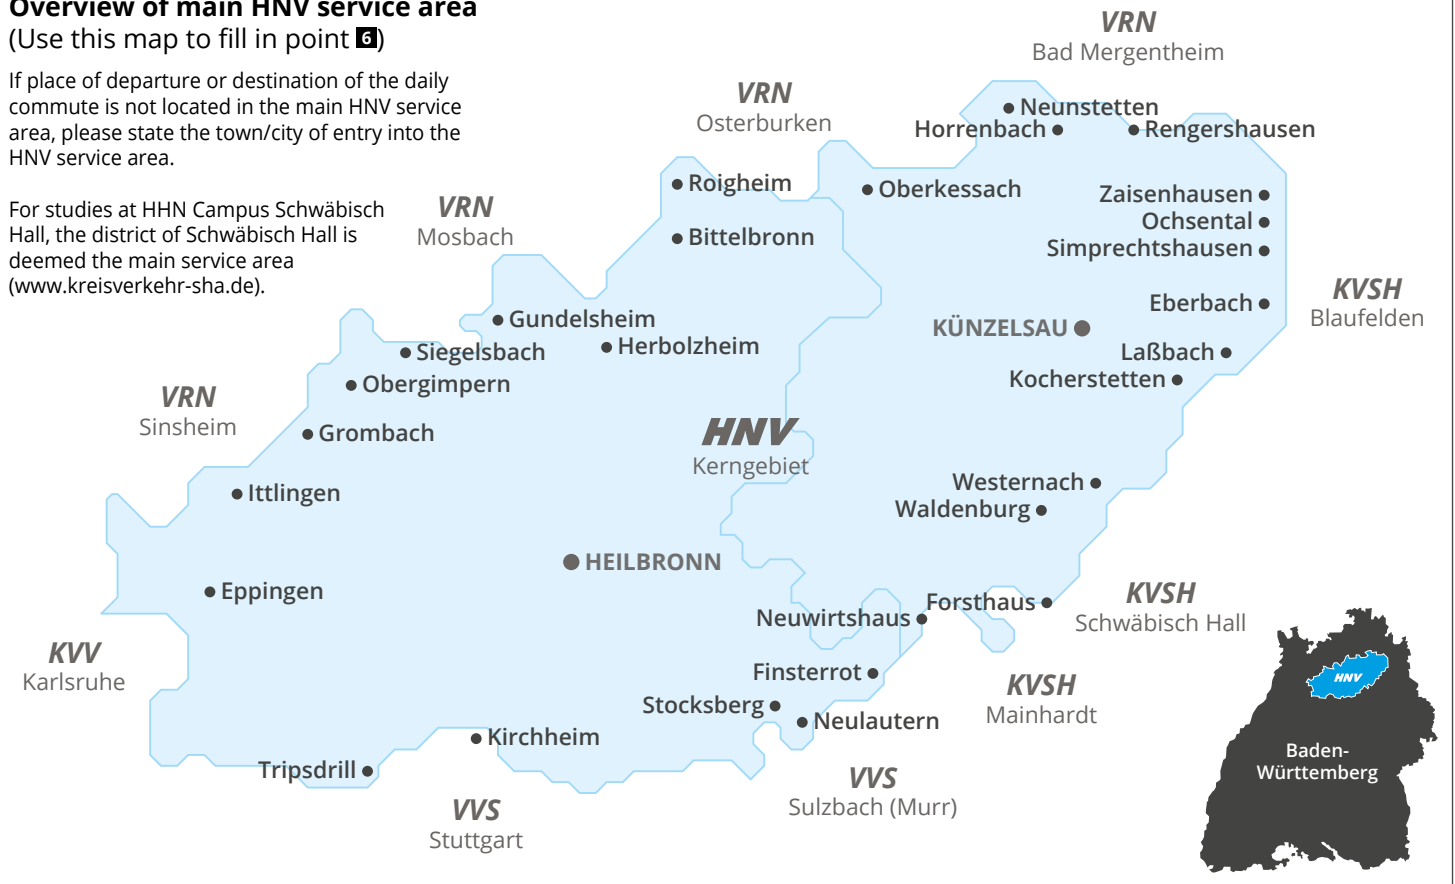 Overview of main HNV service area
(Use this map to fill in point 6)
If place of departure or destination of the daily
commute is not located in the main HNV service
area, please state the town/city of entry into the
HNV service area.
For studies at HHN Campus Schwäbisch
Hall, the district of Schwäbisch Hall is
deemed the main service area
(www.kreisverkehr-sha.de).
VRN
Bad Mergentheim
VRN
Osterburken
VRN
Mosbach
VRN
Sinsheim
KVV
Karlsruhe
VVS
Stuttgart
VVS
Sulzbach (Murr)
KVSH
Mainhardt
KVSH
Schwäbisch Hall
KVSH
Blaufelden
Neunstetten
Horrenbach
Rengershausen
Roigheim
Oberkessach
Zaisenhausen
Ochsental
Simprechtshausen
Bittelbronn
Eberbach
Gundelsheim
KÜNZELSAU
Herbolzheim
Siegelsbach
Laßbach
Obergimpern
Kocherstetten
Grombach
HNV
Kerngebiet
Ittlingen
Westernach
Waldenburg
HEILBRONN
Eppingen
Forsthaus
Neuwirtshaus
Finsterrot
Stocksberg
Neulautern
Kirchheim
Tripsdrill
HNV
Baden-
Württemberg